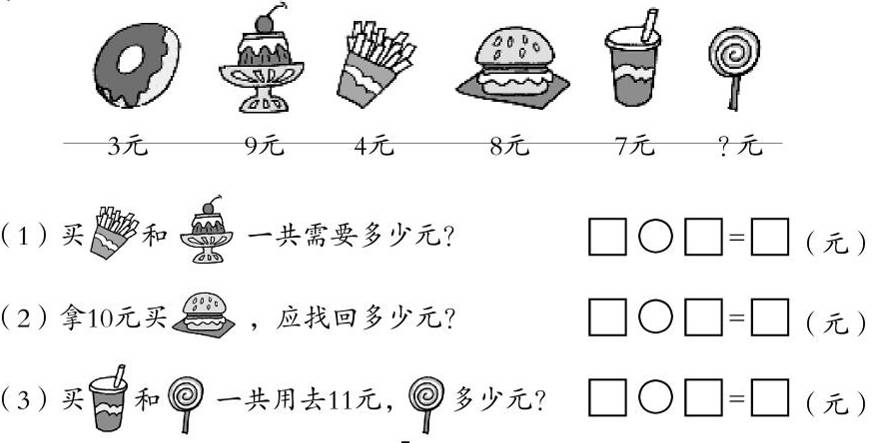 3元 9元 4元 8元 7元 ?元
(1)买和一共需要多少元? □○□=□(元)
(2)拿10元买,应找回多少元? □○□=□(元)
(3)买和一共用去11元,多少元? □○□=□(元)